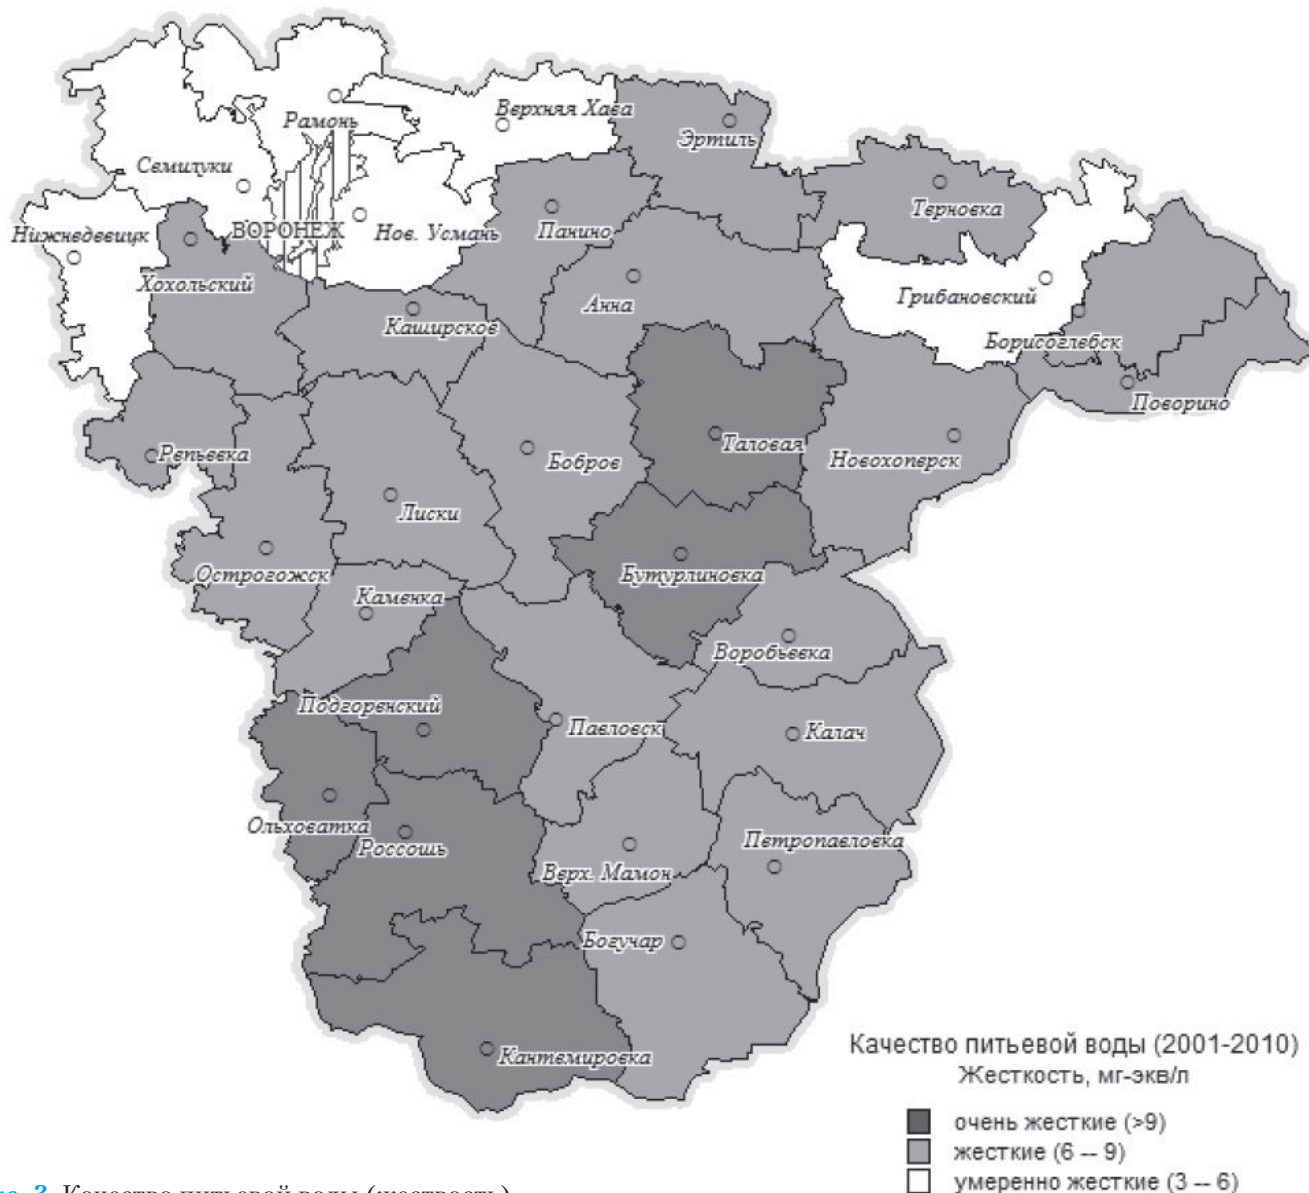 Верхняя Хава
Рамонь
Эртиль
Семилуки
Терновка
ВОРОНЕЖ
Нов. Усмань
Панино
Нижнедевицк
Хохольский
Анна
Грибановский
Каширское
Борисоглебск
Поворино
Таловая
Репьевка
Бобров
Новохоперск
Лиски
Острогожск
Бутурлиновка
Каменка
Воробьевка
Подгоренский
Павловск
Калач
Ольховатка
Россошь
Петропавловка
Верх. Мамон
Богучар
Кантемировка
Качество питьевой воды (2001-2010)
Жесткость, мг-экв/л
очень жесткие (>9)
жесткие (6 -- 9)
умеренно жесткие (3 -- 6)
3. Качество питьевой воды (жесткость)